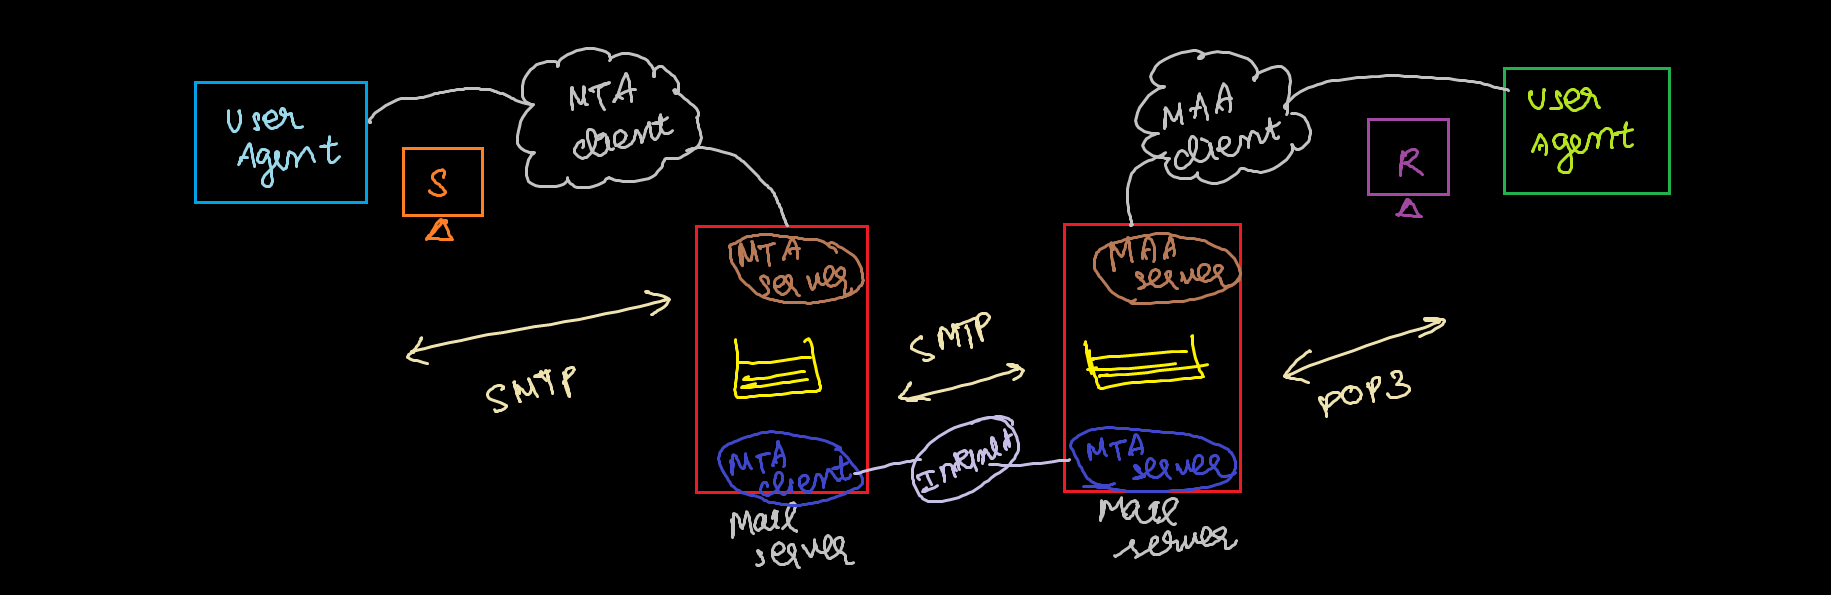 User
Agent
S
MTA
client
MAA
client
R
User
Agent
MTA
server
MAA
server
SMTP
SMTP
POP3
MTA
client
Internet
MTA
server
Mail
server
Mail
server